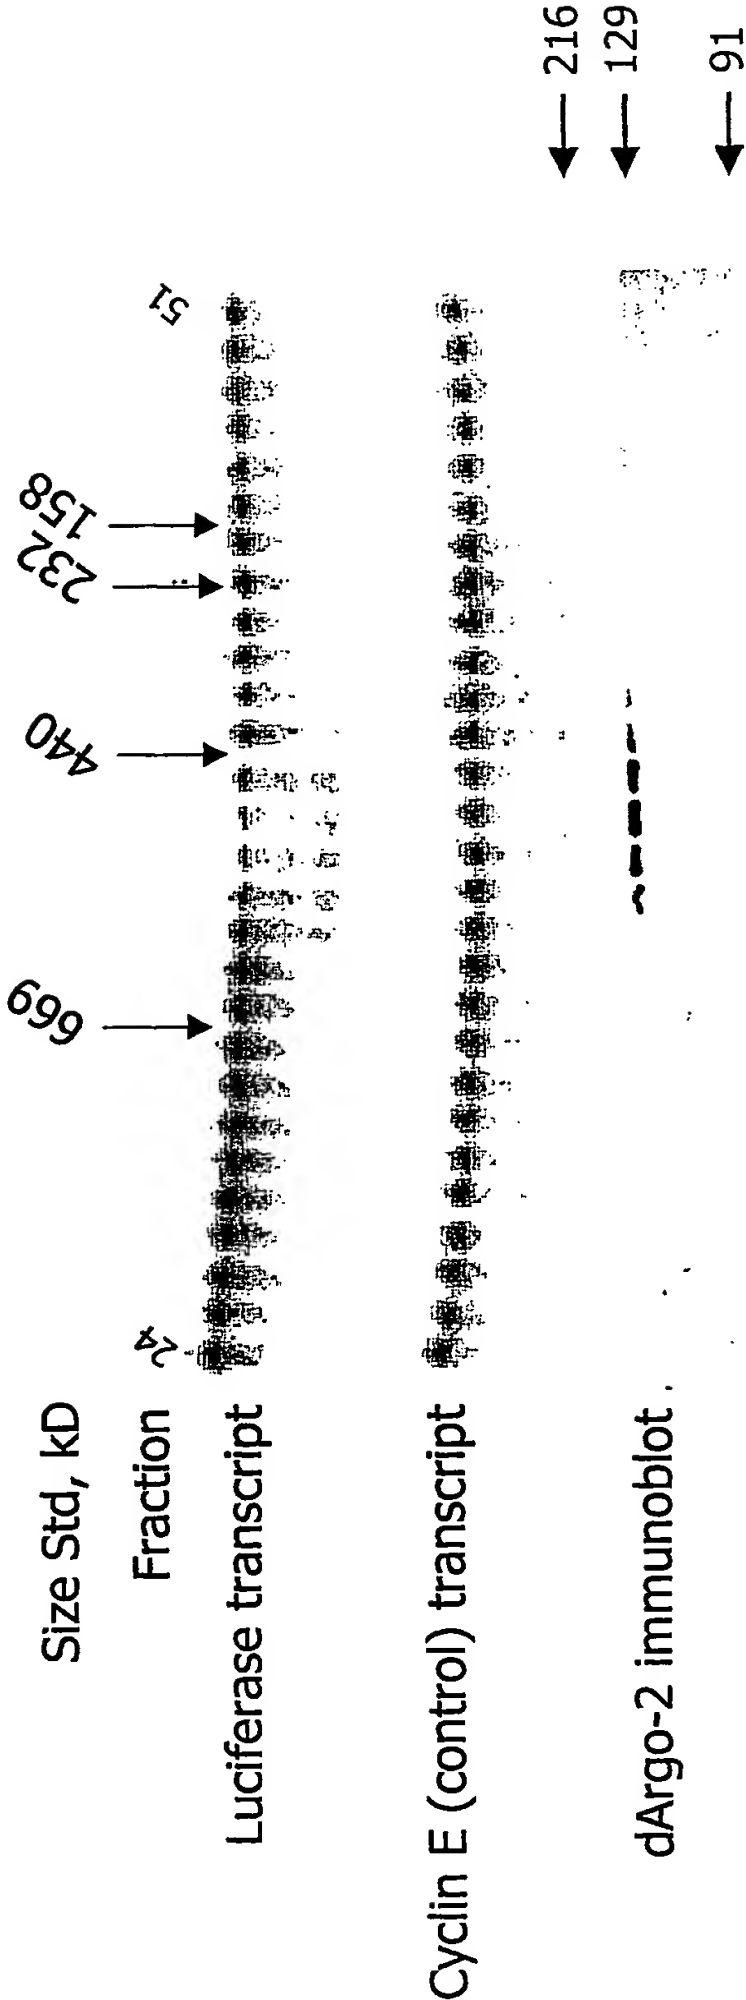 Size Std, kD
669
440
232
158
Fraction
24
51
Luciferase transcript
Cyclin E (control) transcript
dArgo-2 immunoblot
216
129
91